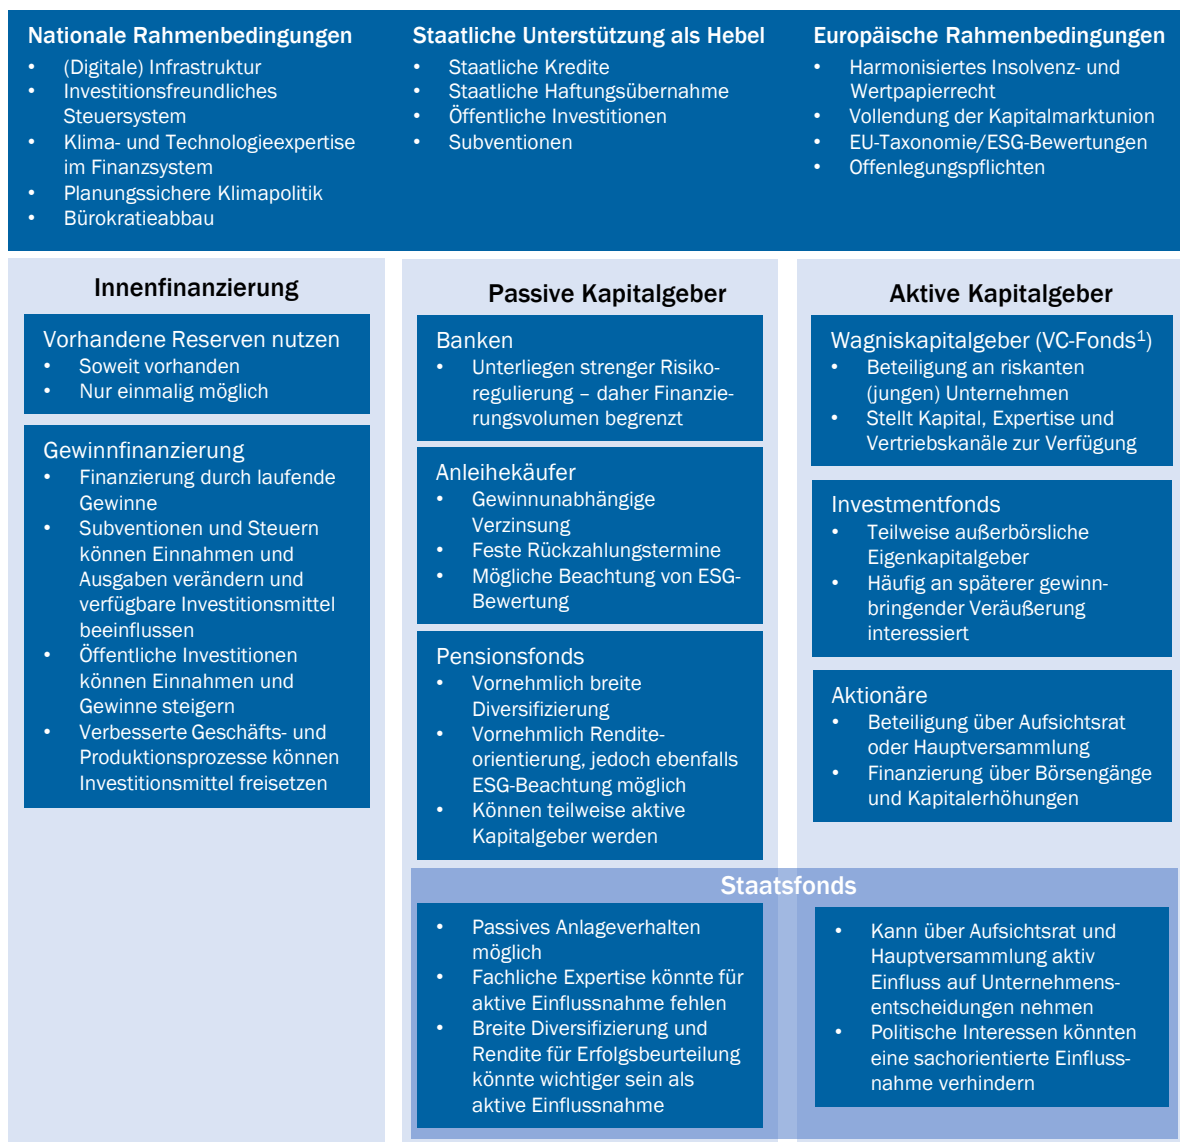 Nationale Rahmenbedingungen
• (Digitale) Infrastruktur
• Investitionsfreundliches
Steuersystem
• Klima- und Technologieexpertise
im Finanzsystem
• Planungssichere Klimapolitik
• Bürokratieabbau
Staatliche Unterstützung als Hebel
• Staatliche Kredite
• Staatliche Haftungsübernahme
• Öffentliche Investitionen
• Subventionen
Europäische Rahmenbedingungen
• Harmonisiertes Insolvenz- und
Wertpapierrecht
• Vollendung der Kapitalmarktunion
• EU-Taxonomie/ESG-Bewertungen
• Offenlegungspflichten
Innenfinanzierung
Vorhandene Reserven nutzen
• Soweit vorhanden
• Nur einmalig möglich
Gewinnfinanzierung
• Finanzierung durch laufende
Gewinne
• Subventionen und Steuern
können Einnahmen und
Ausgaben verändern und
verfügbare Investitionsmittel
beeinflussen
• Öffentliche Investitionen
können Einnahmen und
Gewinne steigern
• Verbesserte Geschäfts- und
Produktionsprozesse können
Investitionsmittel freisetzen
Passive Kapitalgeber
Banken
• Unterliegen strenger Risiko-
regulierung – daher Finanzie-
rungsvolumen begrenzt
Anleihekäufer
• Gewinnunabhängige
Verzinsung
• Feste Rückzahlungstermine
• Mögliche Beachtung von ESG-
Bewertung
Pensionsfonds
• Vornehmlich breite
Diversifizierung
• Vornehmlich Rendite-
orientierung, jedoch ebenfalls
ESG-Beachtung möglich
• Können teilweise aktive
Kapitalgeber werden
Aktive Kapitalgeber
Wagniskapitalgeber (VC-Fonds¹)
• Beteiligung an riskanten
(jungen) Unternehmen
• Stellt Kapital, Expertise und
Vertriebskanäle zur Verfügung
Investmentfonds
• Teilweise außerbörsliche
Eigenkapitalgeber
• Häufig an späterer gewinn-
bringender Veräußerung
interessiert
Aktionäre
• Beteiligung über Aufsichtsrat
oder Hauptversammlung
• Finanzierung über Börsengänge
und Kapitalerhöhungen
Staatsfonds
• Passives Anlageverhalten
möglich
• Fachliche Expertise könnte für
aktive Einflussnahme fehlen
• Breite Diversifizierung und
Rendite für Erfolgsbeurteilung
könnte wichtiger sein als
aktive Einflussnahme
• Kann über Aufsichtsrat und
Hauptversammlung aktiv
Einfluss auf Unternehmens-
entscheidungen nehmen
• Politische Interessen könnten
eine sachorientierte Einfluss-
nahme verhindern